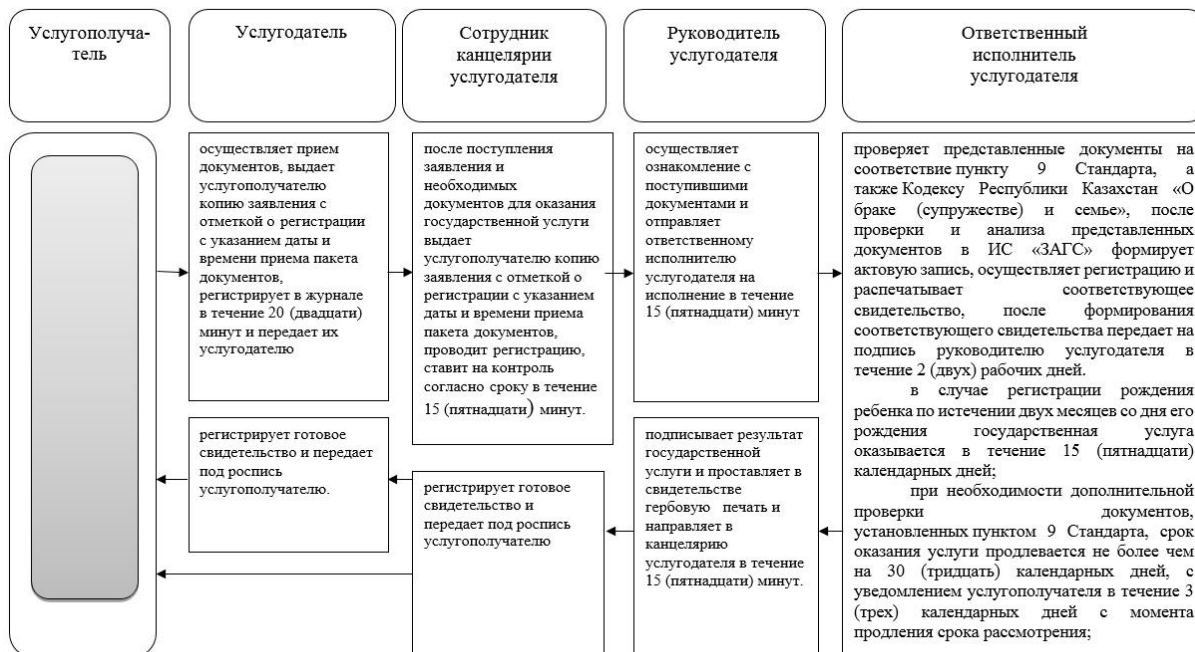 Услугополуча-
тель
Услугодатель
Сотрудник
канцелярии
услугодателя
Руководитель
услугодателя
Ответственный
исполнитель
услугодателя
осуществляет прием
документов, выдает
услугополучателю
копию заявления с
отметкой о регистрации
с указанием даты и
времени приема пакета
документов,
регистрирует в журнале
в течение 20 (двадцати)
минут и передает их
услугодателю
после поступления
заявления и
необходимых
документов для оказания
государственной услуги
выдает
услугополучателю копию
заявления с отметкой о
регистрации с указанием
даты и времени приема
пакета документов,
проводит регистрацию,
ставит на контроль
согласно сроку в течение
15 (пятнадцати) минут.
осуществляет
ознакомление с
поступившими
документами и
отправляет
ответственному
исполнителю
услугодателя на
исполнение в течение
15 (пятнадцати) минут
проверяет представленные документы на
соответствие пункту 9 Стандарта, а
также Кодексу Республики Казахстан «О
браке (супружестве) и семье», после
проверки и анализа представленных
документов в ИС «ЗАГС» формирует
актовую запись, осуществляет регистрацию и
распечатывает соответствующее
свидетельство, после формирования
соответствующего свидетельства передает на
подпись руководителю услугодателя в
течение 2 (двух) рабочих дней.
в случае регистрации рождения
ребенка по истечении двух месяцев со дня его
рождения государственная услуга
оказывается в течение 15 (пятнадцати)
календарных дней;
при необходимости дополнительной
проверки документов,
установленных пунктом 9 Стандарта, срок
оказания услуги продлевается не более чем
на 30 (тридцать) календарных дней, с
уведомлением услугополучателя в течение 3
(трех) календарных дней с момента
продления срока рассмотрения;
регистрирует готовое
свидетельство и передает
под роспись
услугополучателю.
регистрирует готовое
свидетельство и
передает под роспись
услугополучателю
подписывает результат
государственной
услуги и проставляет в
свидетельстве
гербовую печать и
направляет в
канцелярию
услугодателя в течение
15 (пятнадцати) минут.